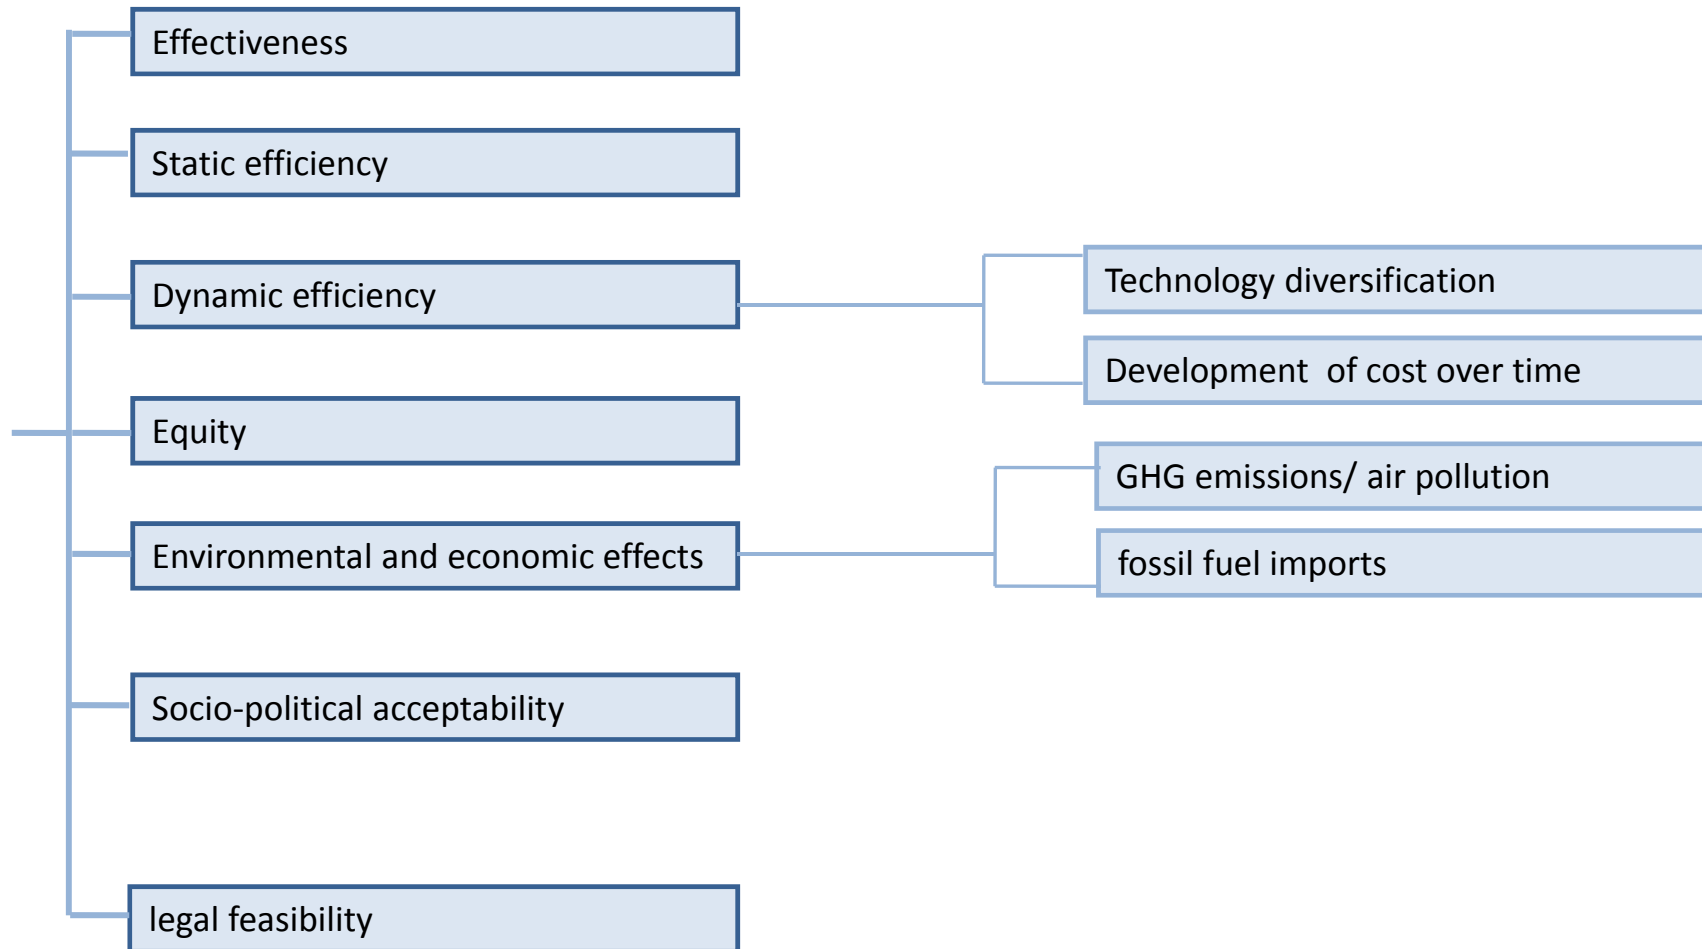 Effectiveness
Static efficiency
Dynamic efficiency
Technology diversification
Development  of cost over time
Equity
GHG emissions/ air pollution
Environmental and economic effects
fossil fuel imports
Socio-political acceptability
legal feasibility